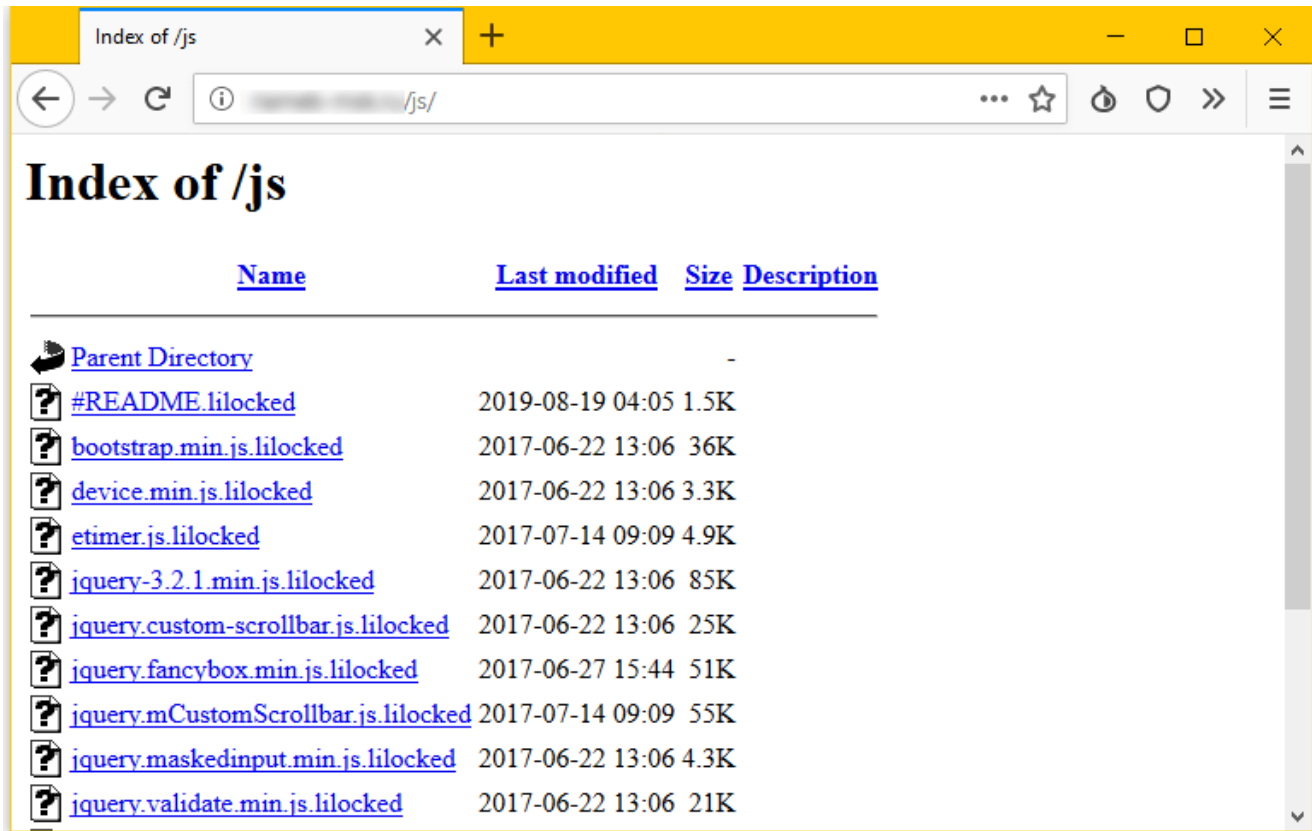 Index of /js
/js/
Index of /js
Name Last modified Size Description
Parent Directory -
#README.lilocked 2019-08-19 04:05 1.5K
bootstrap.min.js.lilocked 2017-06-22 13:06 36K
device.min.js.lilocked 2017-06-22 13:06 3.3K
etimer.js.lilocked 2017-07-14 09:09 4.9K
jquery-3.2.1.min.js.lilocked 2017-06-22 13:06 85K
jquery.custom-scrollbar.js.lilocked 2017-06-22 13:06 25K
jquery.fancybox.min.js.lilocked 2017-06-27 15:44 51K
jquery.mCustomScrollbar.js.lilocked 2017-07-14 09:09 55K
jquery.maskedinput.min.js.lilocked 2017-06-22 13:06 4.3K
jquery.validate.min.js.lilocked 2017-06-22 13:06 21K